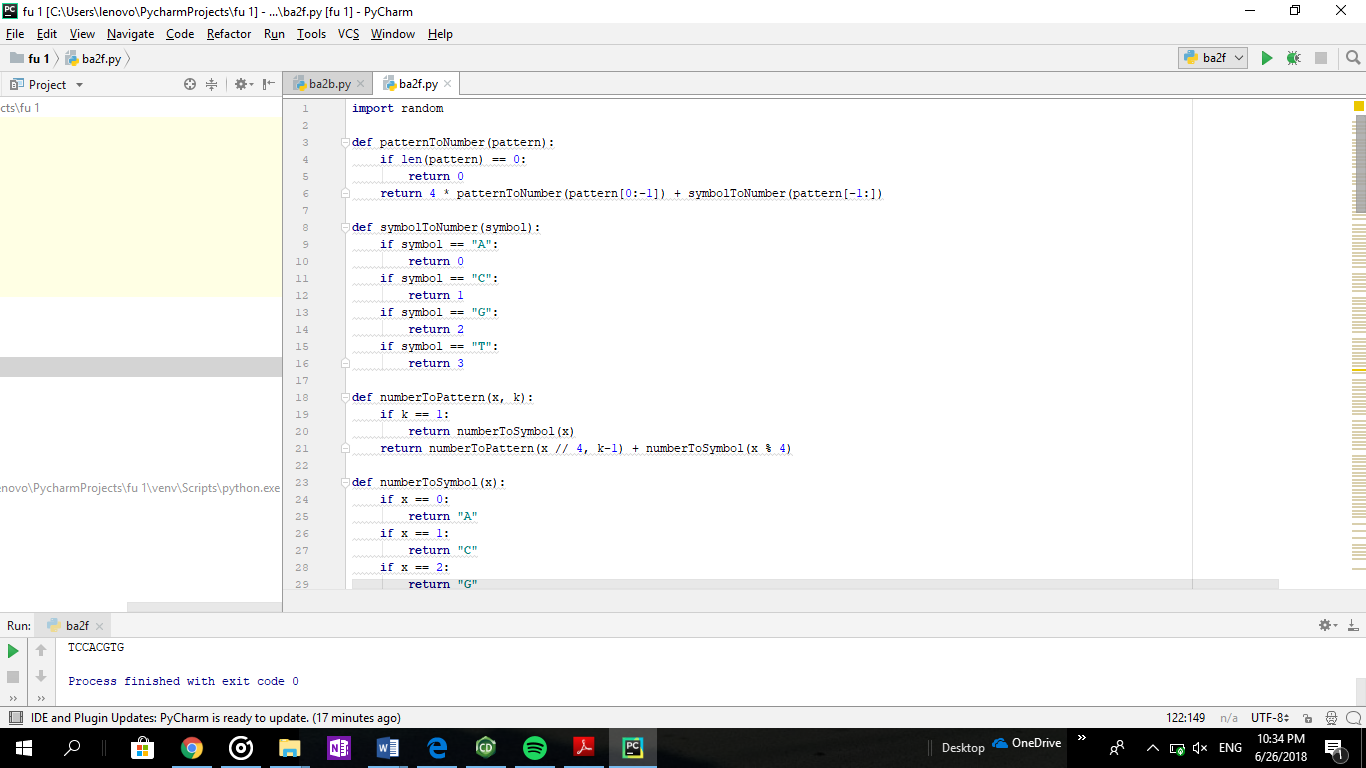 fu 1 [C:\Users\lenovo\PycharmProjects\fu 1] - ...\ba2f.py [fu 1] - PyCharm
File Edit View Navigate Code Refactor Run Tools VCS Window Help
fu 1 ba2f.py ba2f
Project ba2b.py ba2f.py
cts\fu 1
1 import random
2
3 def patternToNumber(pattern):
4 if len(pattern) == 0:
5 return 0
6 return 4 * patternToNumber(pattern[0:-1]) + symbolToNumber(pattern[-1:])
7
8 def symbolToNumber(symbol):
9 if symbol == "A":
10 return 0
11 if symbol == "C":
12 return 1
13 if symbol == "G":
14 return 2
15 if symbol == "T":
16 return 3
17
18 def numberToPattern(x, k):
19 if k == 1:
20 return numberToSymbol(x)
21 return numberToPattern(x // 4, k-1) + numberToSymbol(x % 4)
22
23 def numberToSymbol(x):
24 if x == 0:
25 return "A"
26 if x == 1:
27 return "C"
28 if x == 2:
29 return "G"
enovo\PycharmProjects\fu 1\venv\Scripts\python.exe
Run: ba2f
TCCACGTG
Process finished with exit code 0
IDE and Plugin Updates: PyCharm is ready to update. (17 minutes ago) 122:149 n/a UTF-8
Desktop OneDrive ENG 10:34 PM
6/26/2018